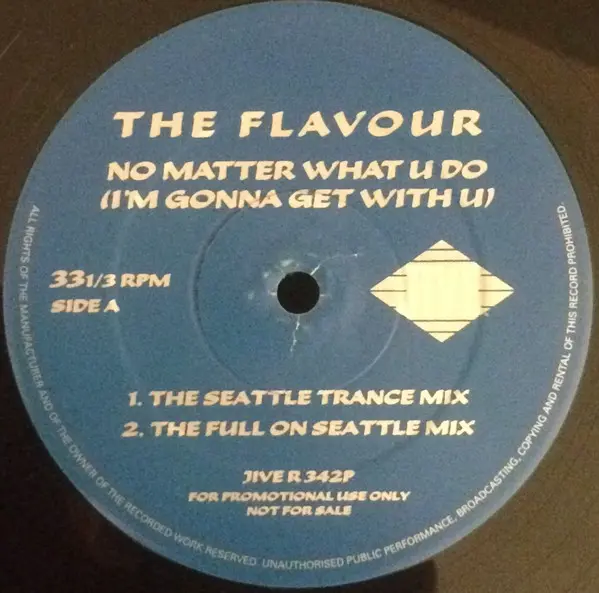 THE FLAVOUR
NO MATTER WHAT U DO
(I'M GONNA GET WITH U)
33 1/3 RPM
SIDE A
1. THE SEATTLE TRANCE MIX
2. THE FULL ON SEATTLE MIX
JIVE R 342P
FOR PROMOTIONAL USE ONLY
NOT FOR SALE
ALL RIGHTS OF THE MANUFACTURER AND OF THE OWNER OF THE RECORDED WORK RESERVED. UNAUTHORISED PUBLIC PERFORMANCE, BROADCASTING, COPYING AND RENTAL OF THIS RECORD PROHIBITED.